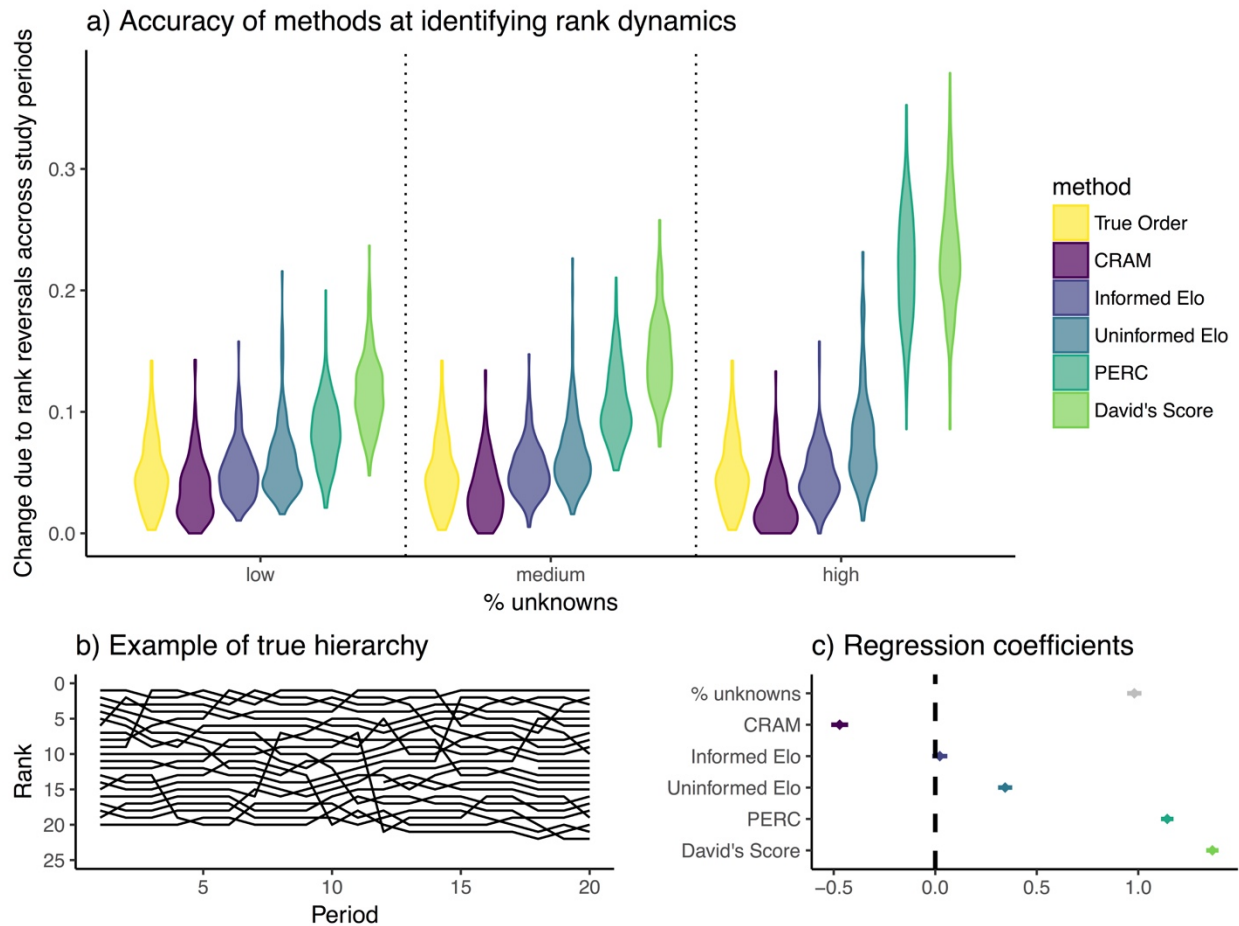 a) Accuracy of methods at identifying rank dynamics
Change due to rank reversals accross study periods
0.3
0.2
0.1
0.0
low
medium
high
% unknowns
method
True Order
CRAM
Informed Elo
Uninformed Elo
PERC
David's Score
b) Example of true hierarchy
Rank
0
5
10
15
20
25
5
10
15
20
Period
c) Regression coefficients
% unknowns
CRAM
Informed Elo
Uninformed Elo
PERC
David's Score
−0.5
0.0
0.5
1.0